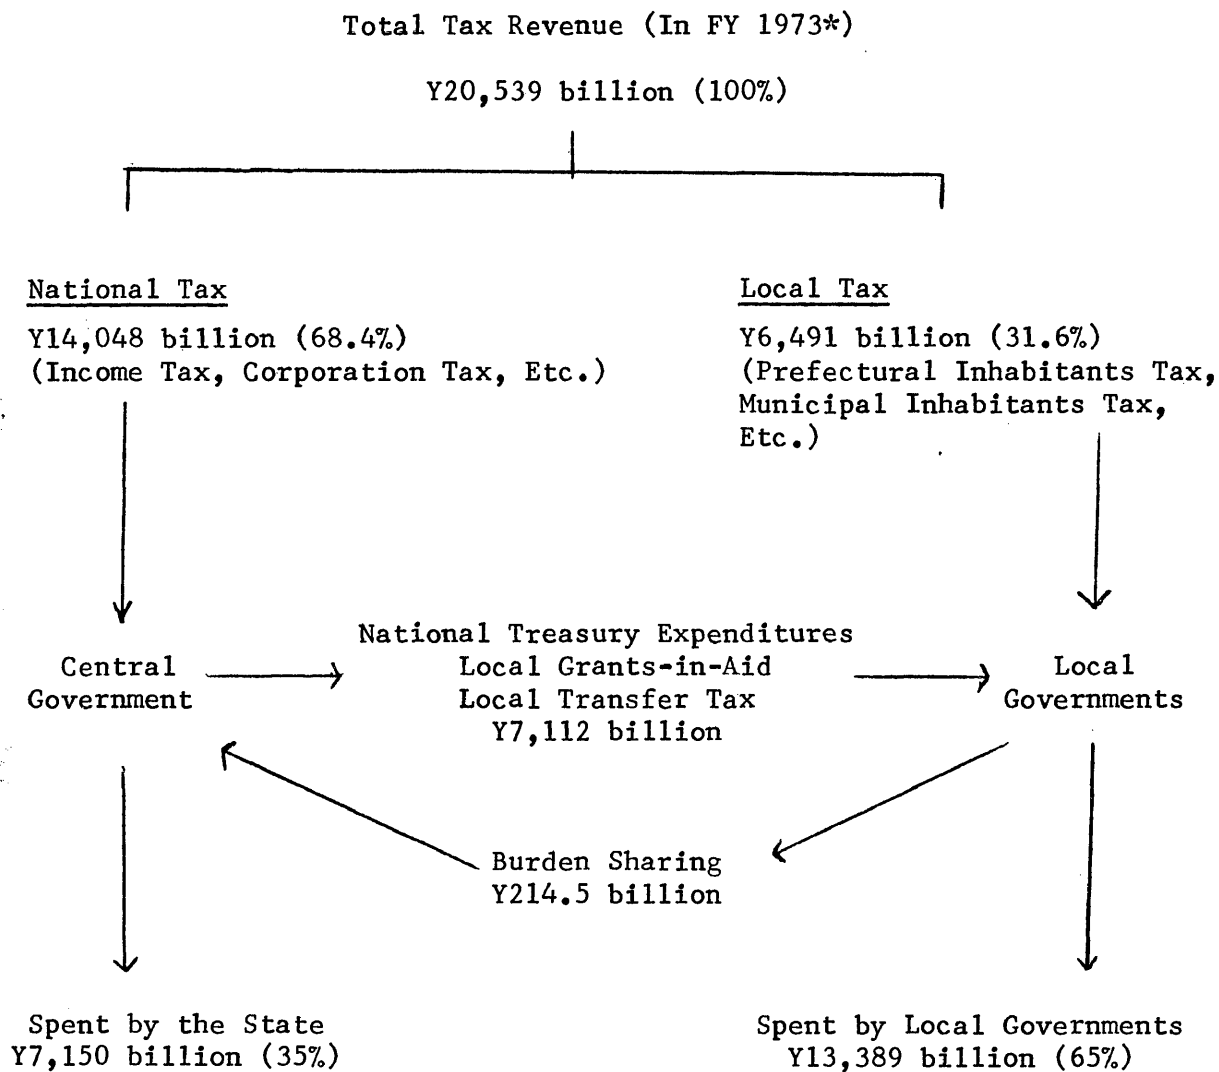 Total Tax Revenue (In FY 1973*)
Y20,539 billion (100%)
National Tax
Y14,048 billion (68.4%)
(Income Tax, Corporation Tax, Etc.)
Local Tax
Y6,491 billion (31.6%)
(Prefectural Inhabitants Tax,
Municipal Inhabitants Tax,
Etc.)
Central
Government
National Treasury Expenditures
Local Grants-in-Aid
Local Transfer Tax
Y7,112 billion
Local
Governments
Burden Sharing
Y214.5 billion
Spent by the State
Y7,150 billion (35%)
Spent by Local Governments
Y13,389 billion (65%)